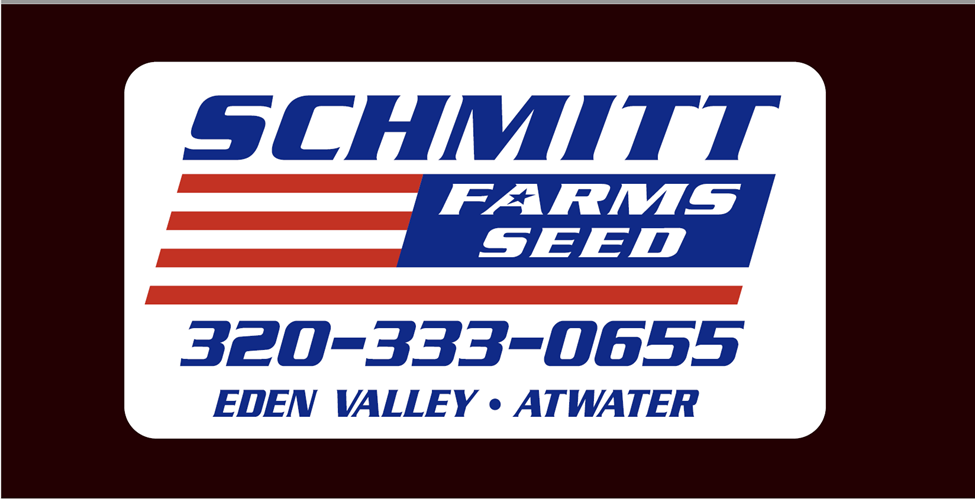 SCHMITT
FARMS
SEED
320-333-0655
EDEN VALLEY • ATWATER